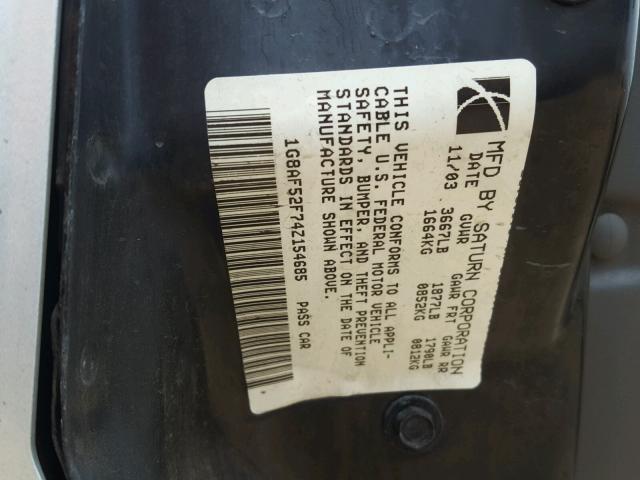 MFD BY SATURN CORPORATION
DATE GVWR GAWR FRT GAWR RR
11/03 3667LB 1877LB 1790LB
1664KG 0852KG 0812KG
THIS VEHICLE CONFORMS TO ALL APPLI-
CABLE U.S. FEDERAL MOTOR VEHICLE
SAFETY, BUMPER, AND THEFT PREVENTION
STANDARDS IN EFFECT ON THE DATE OF
MANUFACTURE SHOWN ABOVE.
1G8AF52F74Z154685 PASS CAR